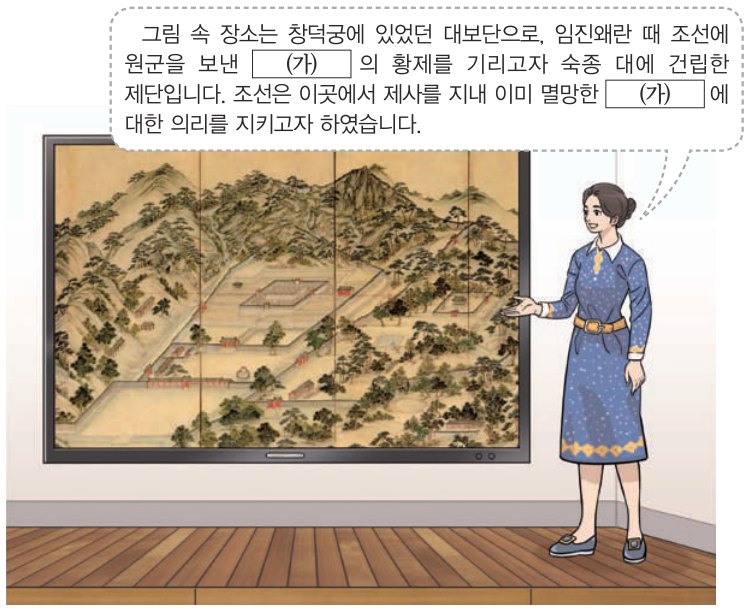 그림 속 장소는 창덕궁에 있었던 대보단으로, 임진왜란 때 조선에
원군을 보낸 (가) 의 황제를 기리고자 숙종 대에 건립한
제단입니다. 조선은 이곳에서 제사를 지내 이미 멸망한 (가) 에
대한 의리를 지키고자 하였습니다.